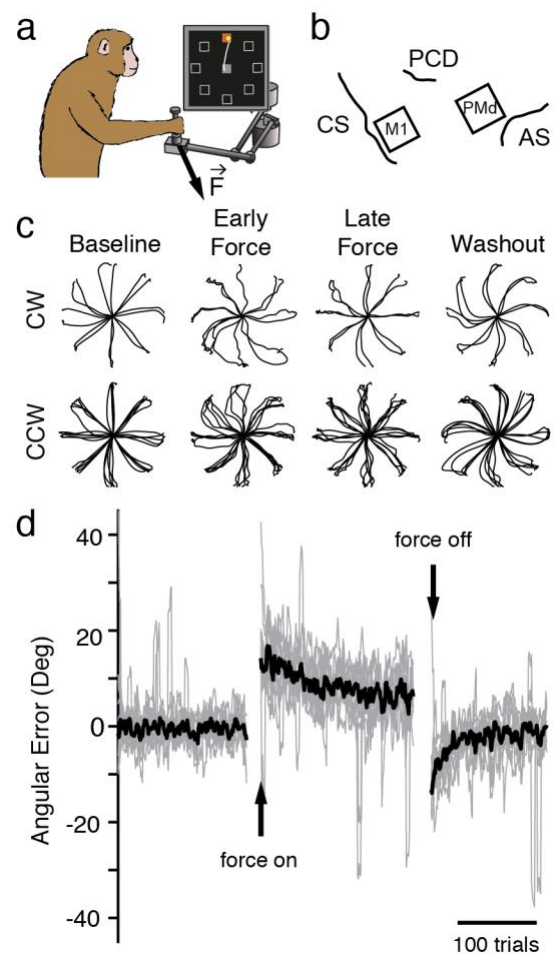 a
F
b
PCD
CS
M1
PMd
AS
c
Baseline
Early
Force
Late
Force
Washout
CW
CCW
d
Angular Error (Deg)
40
20
0
-20
-40
force on
force off
100 trials